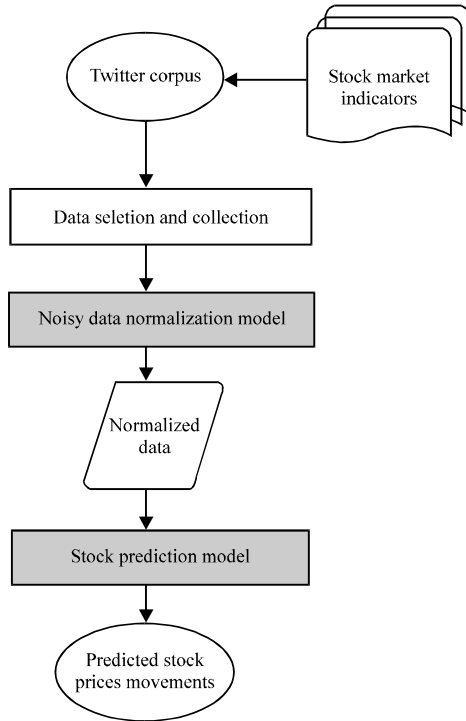 Twitter corpus
Stock market
indicators
Data seletion and collection
Noisy data normalization model
Normalized
data
Stock prediction model
Predicted stock
prices movements